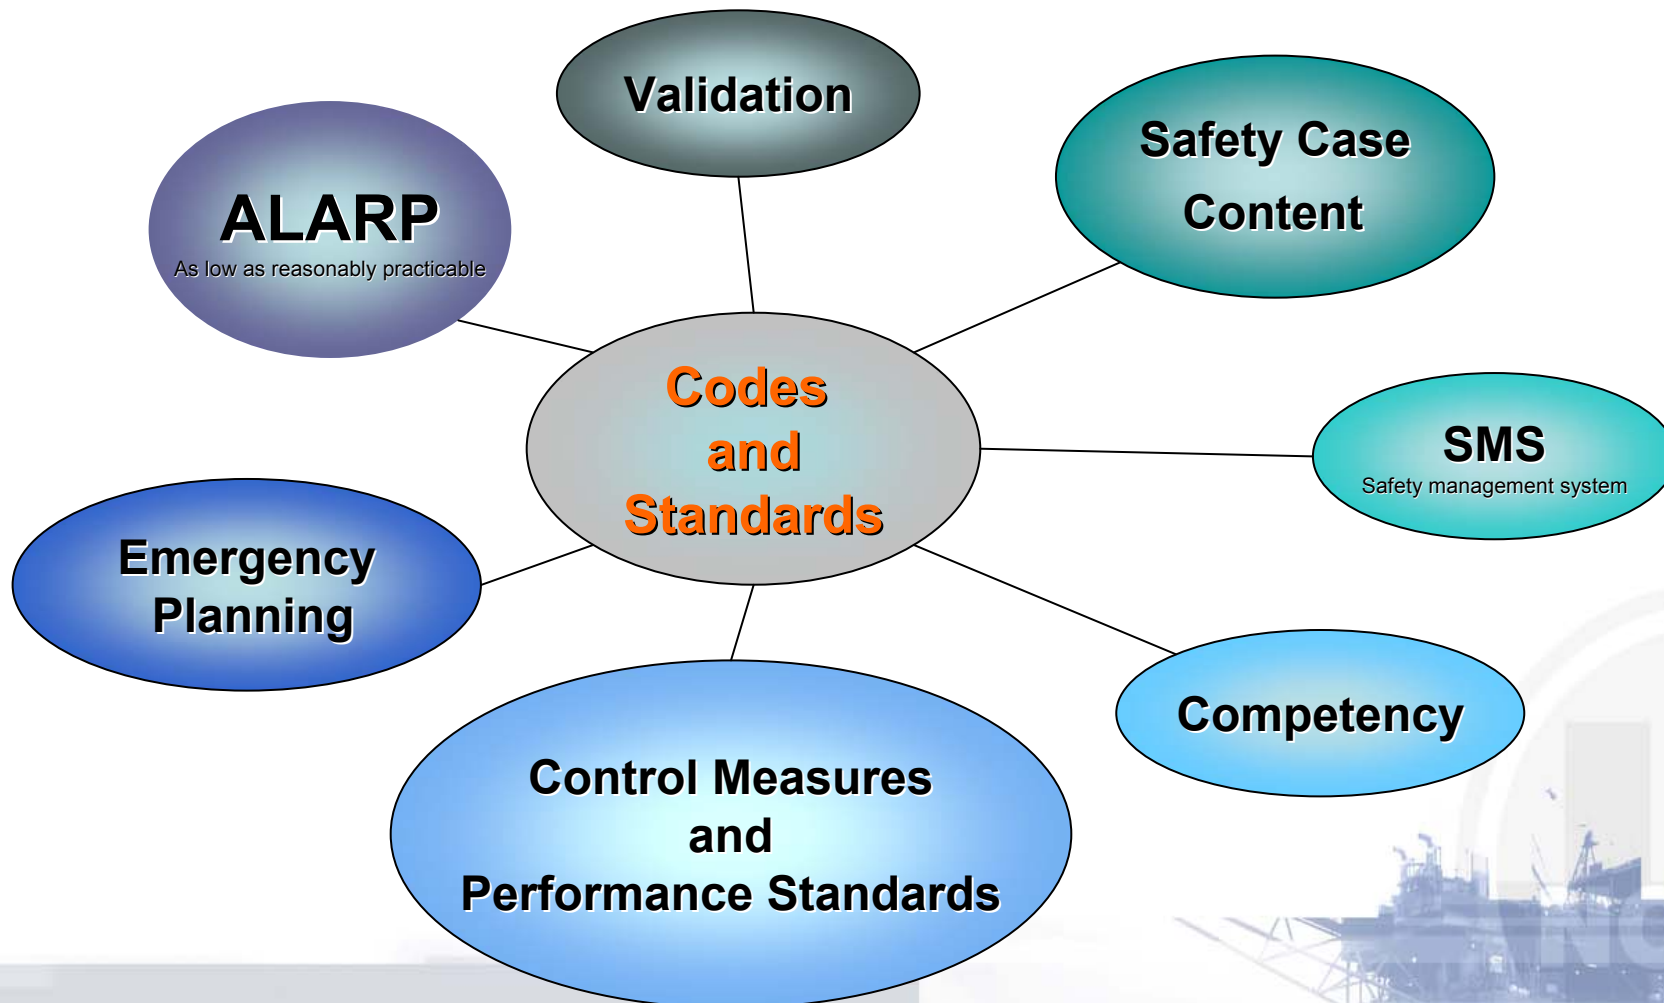 Validation
Safety Case
Content
ALARP
As low as reasonably practicable
Codes
and
Standards
SMS
Safety management system
Emergency
Planning
Competency
Control Measures
and
Performance Standards